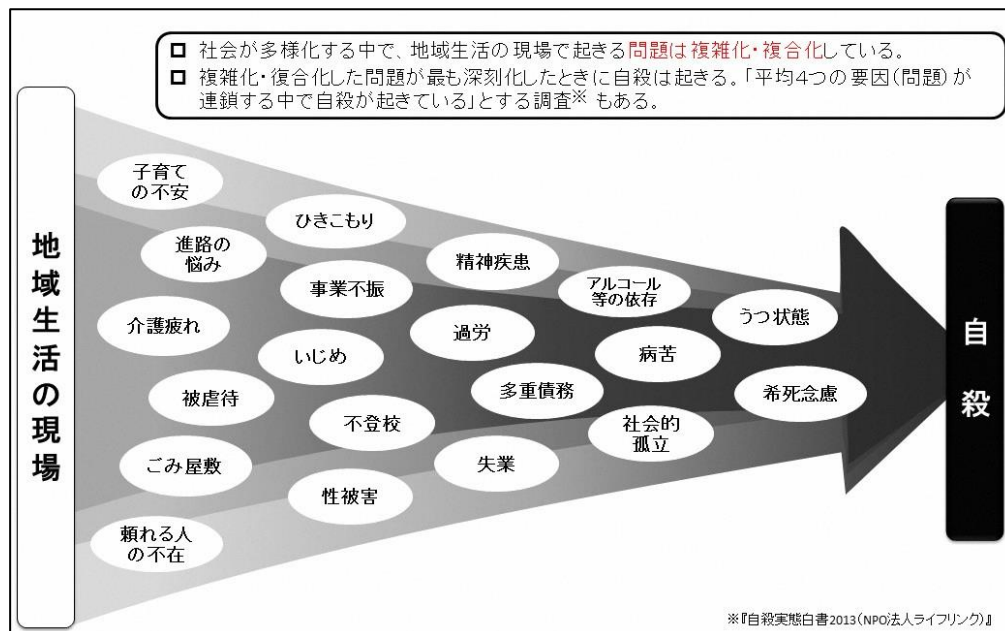 □ 社会が多様化する中で、地域生活の現場で起きる問題は複雑化・複合化している。
□ 複雑化・復合化した問題が最も深刻化したときに自殺は起きる。「平均4つの要因(問題)が
連鎖する中で自殺が起きている」とする調査※ もある。
地域生活の現場
子育て
の不安
進路の
悩み
介護疲れ
被虐待
ごみ屋敷
頼れる人
の不在
ひきこもり
事業不振
いじめ
不登校
性被害
精神疾患
過労
多重債務
失業
アルコール
等の依存
病苦
社会的
孤立
うつ状態
希死念慮
自殺
※『自殺実態白書2013(NPO法人ライフリンク)』